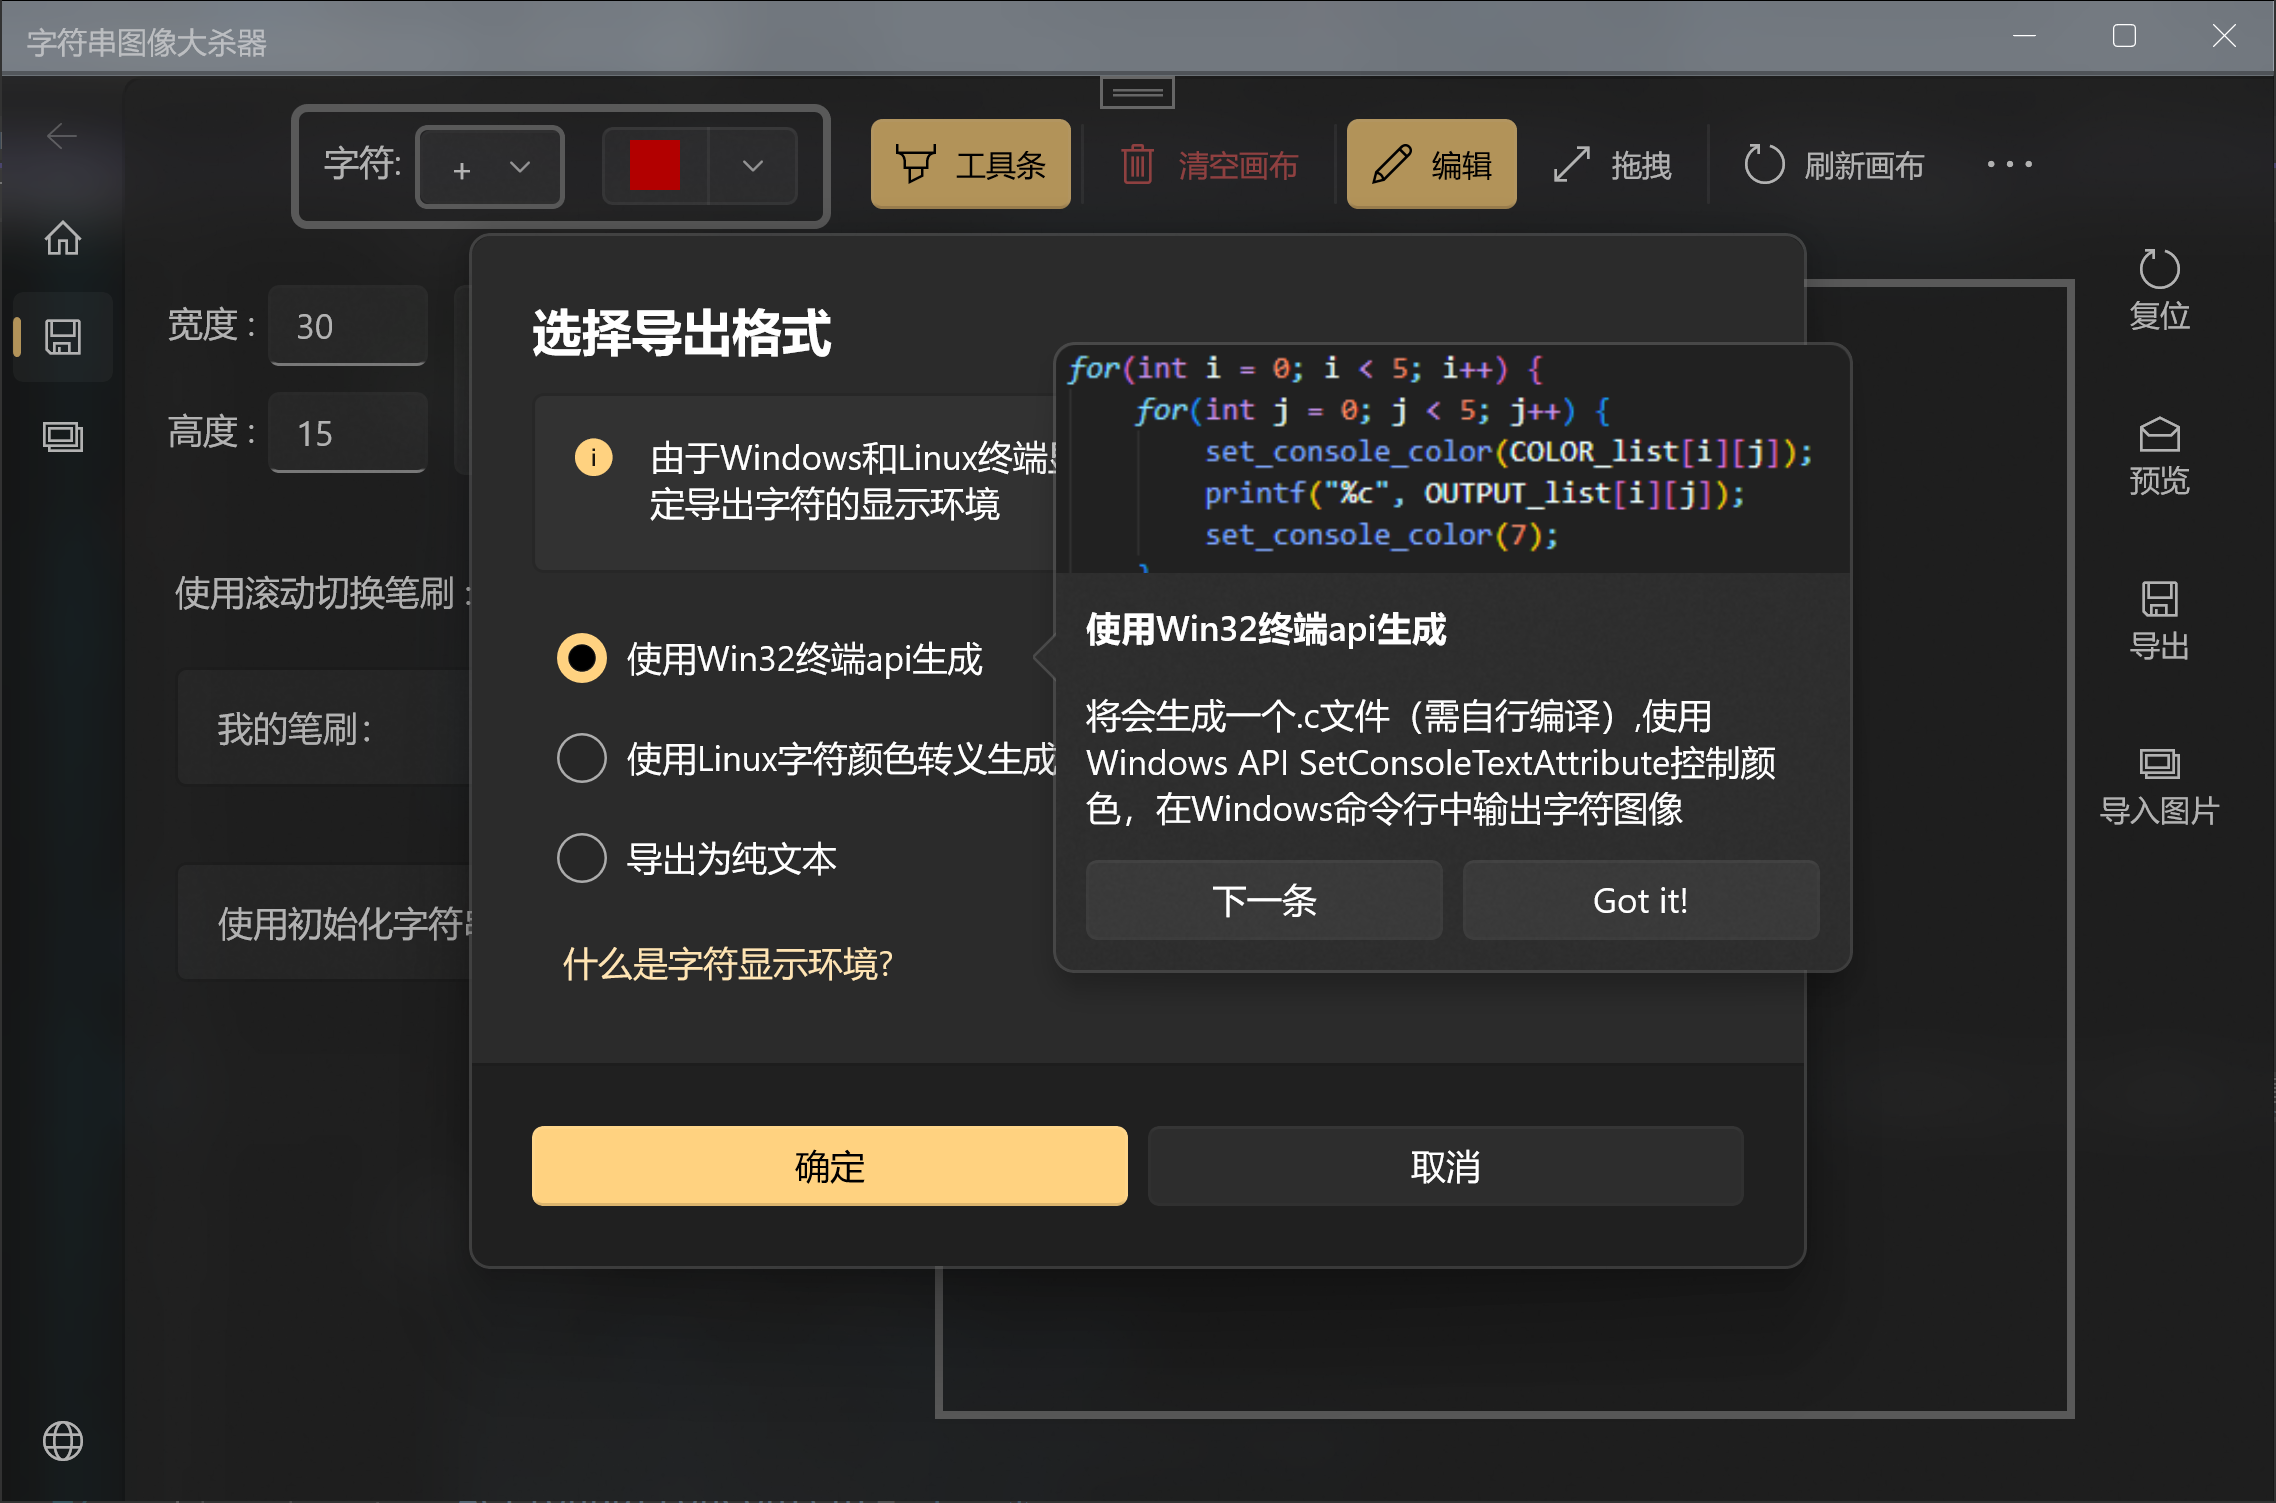 字符串图像大杀器
字符:
+
工具条
清空画布
编辑
拖拽
刷新画布
宽度:
30
高度:
15
使用滚动切换笔刷:
我的笔刷:
使用初始化字符
选择导出格式
由于Windows和Linux终端
定导出字符的显示环境
使用Win32终端api生成
使用Linux字符颜色转义生成
导出为纯文本
什么是字符显示环境?
确定
取消
for(int i = 0; i < 5; i++) {
for(int j = 0; j < 5; j++) {
set_console_color(COLOR_list[i][j]);
printf("%c", OUTPUT_list[i][j]);
set_console_color(7);
使用Win32终端api生成
将会生成一个.c文件（需自行编译）,使用
Windows API SetConsoleTextAttribute控制颜
色，在Windows命令行中输出字符图像
下一条
Got it!
复位
预览
导出
导入图片